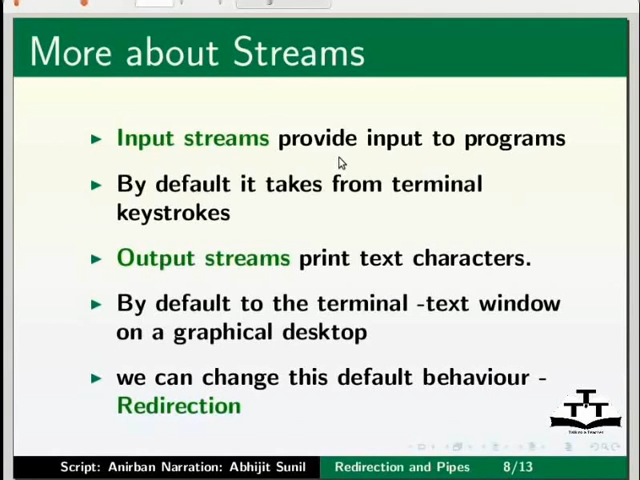 More about Streams
Input streams provide input to programs
By default it takes from terminal
keystrokes
Output streams print text characters.
By default to the terminal -text window
on a graphical desktop
we can change this default behaviour -
Redirection
Script: Anirban Narration: Abhijit Sunil
Redirection and Pipes
8/13